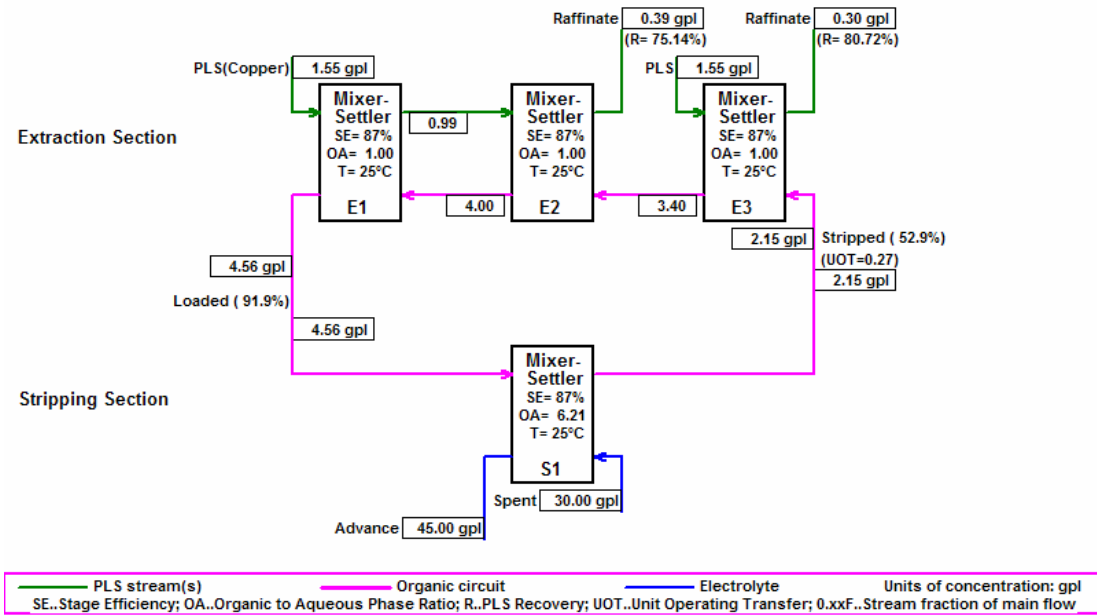 Raffinate 0.39 gpl
(R= 75.14%)
Raffinate 0.30 gpl
(R= 80.72%)
PLS(Copper) 1.55 gpl
PLS 1.55 gpl
Extraction Section
Mixer-
Settler
SE= 87%
OA= 1.00
T= 25ºC
E1
0.99
Mixer-
Settler
SE= 87%
OA= 1.00
T= 25ºC
E2
Mixer-
Settler
SE= 87%
OA= 1.00
T= 25ºC
E3
4.00
3.40
2.15 gpl Stripped ( 52.9%)
(UOT=0.27)
2.15 gpl
4.56 gpl
Loaded ( 91.9%)
4.56 gpl
Stripping Section
Mixer-
Settler
SE= 87%
OA= 6.21
T= 25ºC
S1
Spent 30.00 gpl
Advance 45.00 gpl
PLS stream(s) Organic circuit Electrolyte Units of concentration: gpl
SE..Stage Efficiency; OA..Organic to Aqueous Phase Ratio; R..PLS Recovery; UOT..Unit Operating Transfer; 0.xxF..Stream fraction of main flow